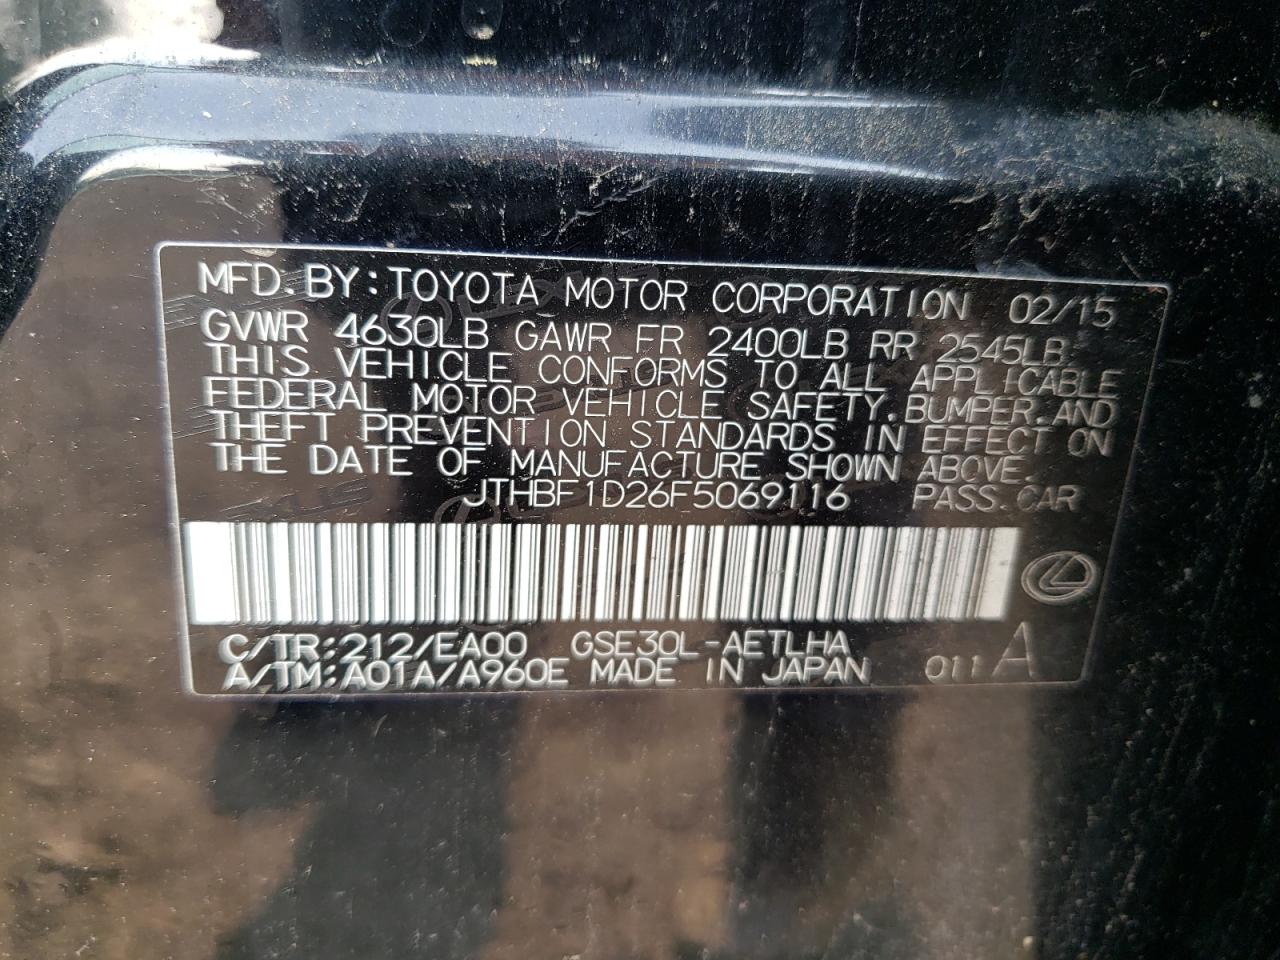 MFD.BY:TOYOTA MOTOR CORPORATION 02/15
GVWR 4630LB GAWR FR 2400LB RR 2545LB
THIS VEHICLE CONFORMS TO ALL APPLICABLE
FEDERAL MOTOR VEHICLE SAFETY,BUMPER,AND
THEFT PREVENTION STANDARDS IN EFFECT ON
THE DATE OF MANUFACTURE SHOWN ABOVE.
JTHBF1D26F5069116 PASS.CAR
C/TR:212/EA00 GSE30L-AETLHA
A/TM:A01A/A960E MADE IN JAPAN 011A